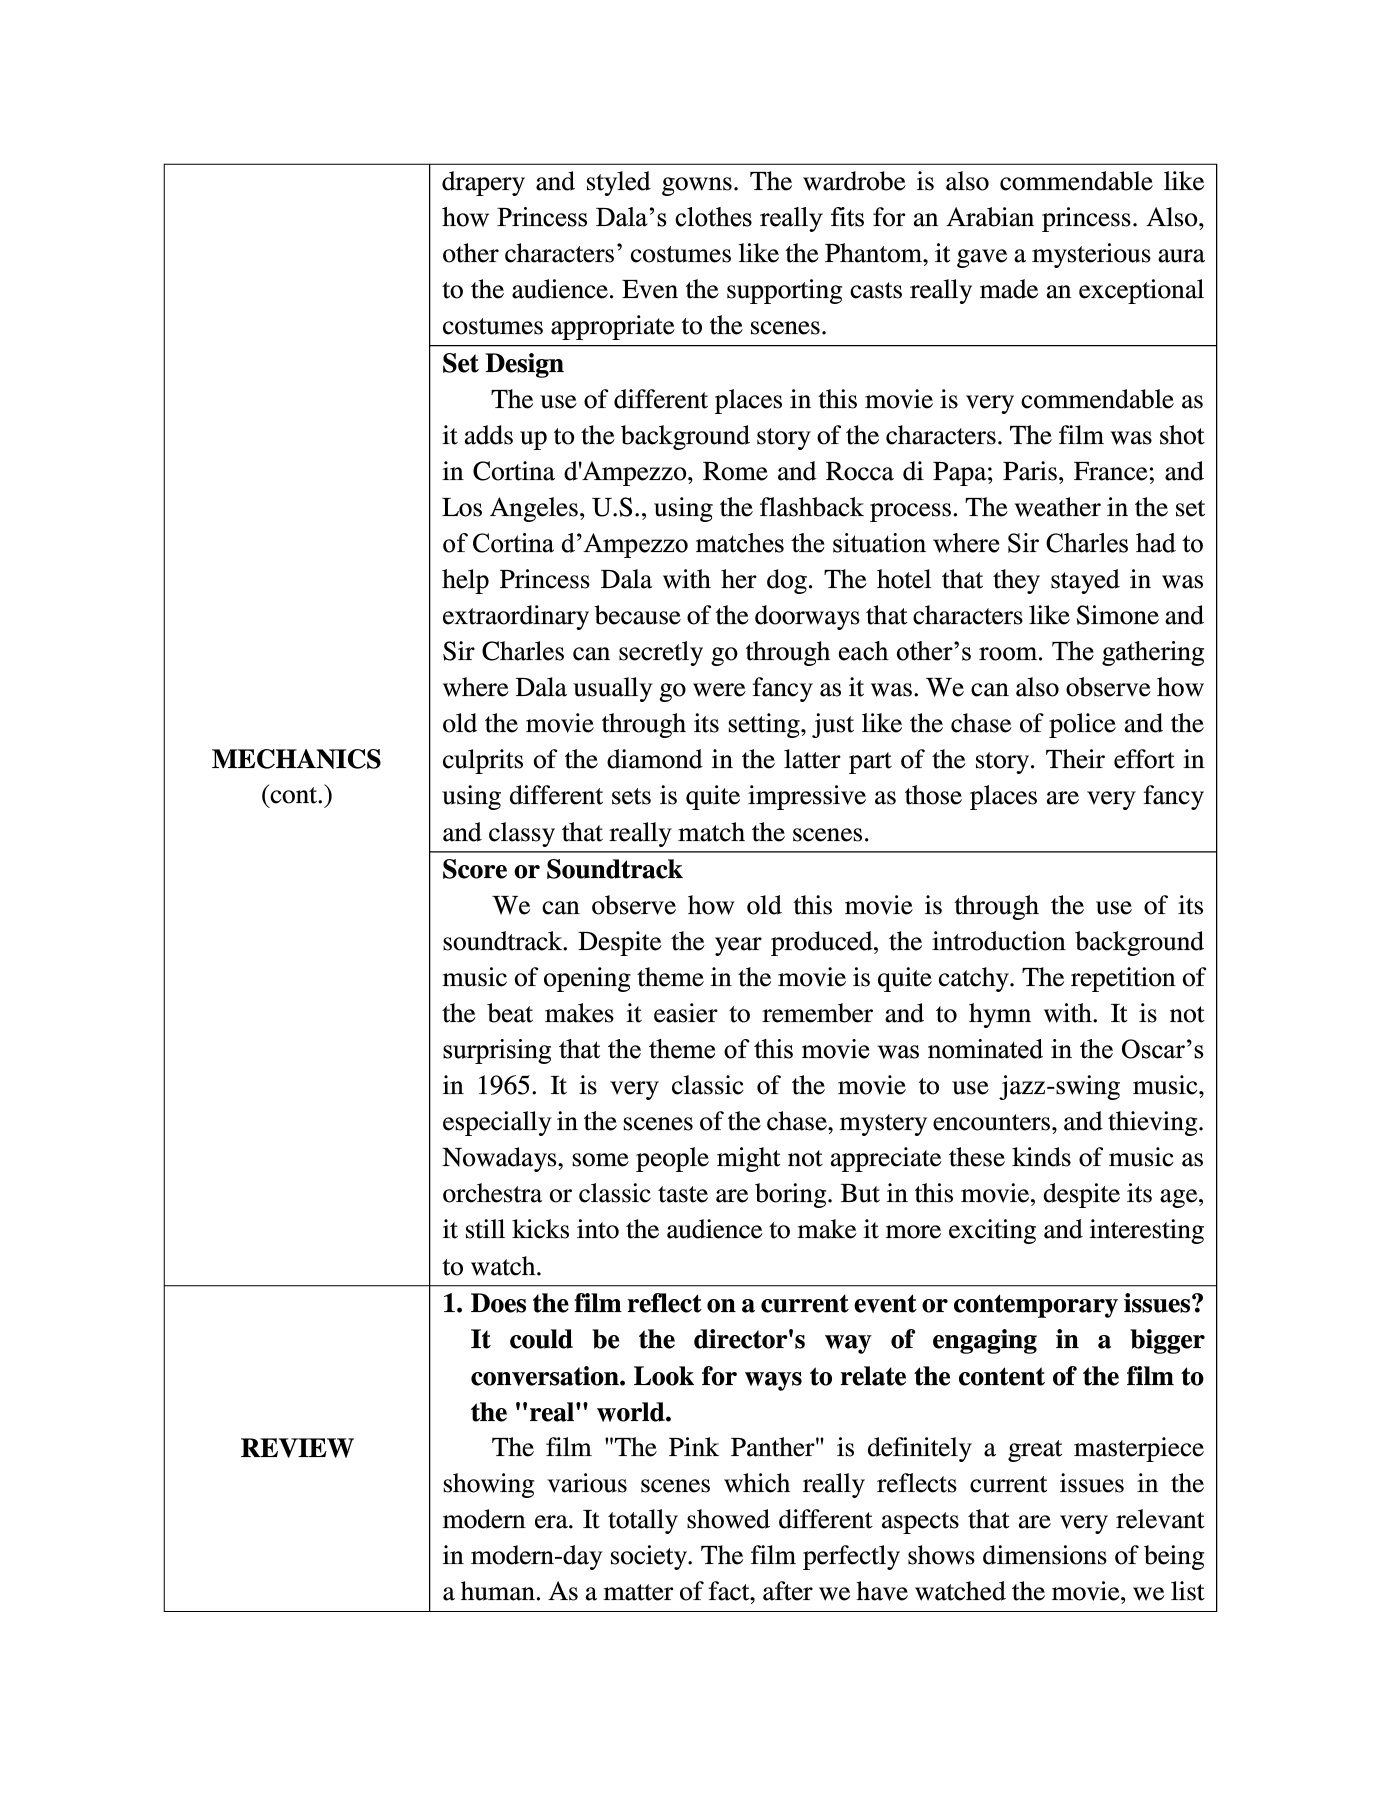 drapery and styled gowns. The wardrobe is also commendable like
how Princess Dala’s clothes really fits for an Arabian princess. Also,
other characters’ costumes like the Phantom, it gave a mysterious aura
to the audience. Even the supporting casts really made an exceptional
costumes appropriate to the scenes.
MECHANICS
(cont.)
Set Design
The use of different places in this movie is very commendable as
it adds up to the background story of the characters. The film was shot
in Cortina d'Ampezzo, Rome and Rocca di Papa; Paris, France; and
Los Angeles, U.S., using the flashback process. The weather in the set
of Cortina d’Ampezzo matches the situation where Sir Charles had to
help Princess Dala with her dog. The hotel that they stayed in was
extraordinary because of the doorways that characters like Simone and
Sir Charles can secretly go through each other’s room. The gathering
where Dala usually go were fancy as it was. We can also observe how
old the movie through its setting, just like the chase of police and the
culprits of the diamond in the latter part of the story. Their effort in
using different sets is quite impressive as those places are very fancy
and classy that really match the scenes.
Score or Soundtrack
We can observe how old this movie is through the use of its
soundtrack. Despite the year produced, the introduction background
music of opening theme in the movie is quite catchy. The repetition of
the beat makes it easier to remember and to hymn with. It is not
surprising that the theme of this movie was nominated in the Oscar’s
in 1965. It is very classic of the movie to use jazz-swing music,
especially in the scenes of the chase, mystery encounters, and thieving.
Nowadays, some people might not appreciate these kinds of music as
orchestra or classic taste are boring. But in this movie, despite its age,
it still kicks into the audience to make it more exciting and interesting
to watch.
REVIEW
1. Does the film reflect on a current event or contemporary issues?
It could be the director's way of engaging in a bigger
conversation. Look for ways to relate the content of the film to
the "real" world.
The film "The Pink Panther" is definitely a great masterpiece
showing various scenes which really reflects current issues in the
modern era. It totally showed different aspects that are very relevant
in modern-day society. The film perfectly shows dimensions of being
a human. As a matter of fact, after we have watched the movie, we list